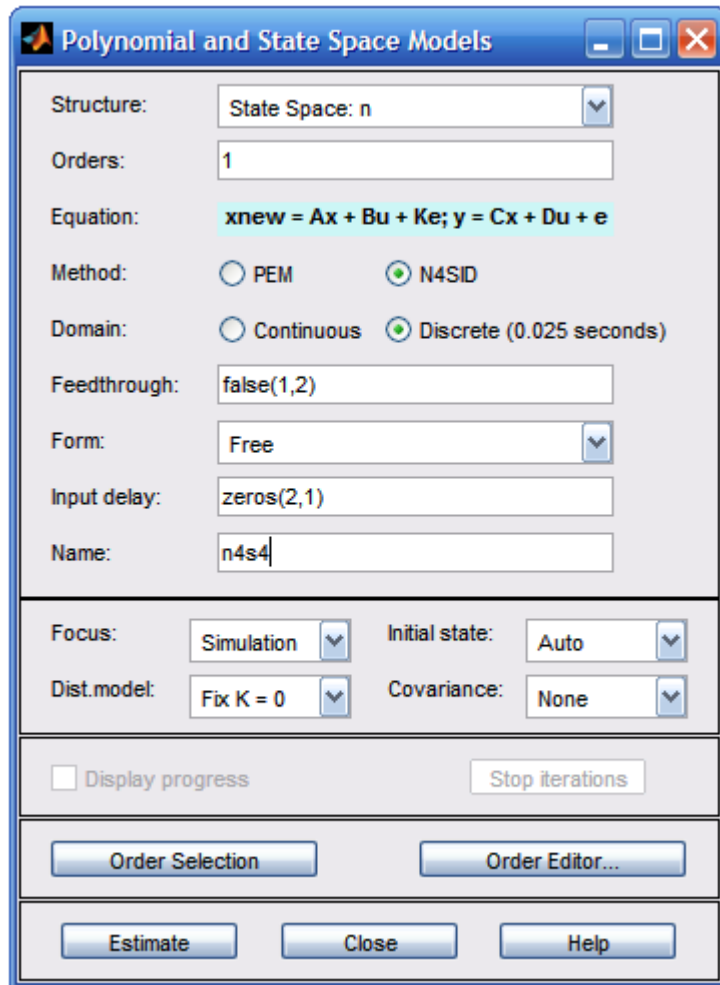 Polynomial and State Space Models
Structure: State Space: n
Orders: 1
Equation: xnew = Ax + Bu + Ke; y = Cx + Du + e
Method: PEM N4SID
Domain: Continuous Discrete (0.025 seconds)
Feedthrough: false(1,2)
Form: Free
Input delay: zeros(2,1)
Name: n4s4
Focus: Simulation Initial state: Auto
Dist.model: Fix K = 0 Covariance: None
Display progress Stop iterations
Order Selection Order Editor...
Estimate Close Help